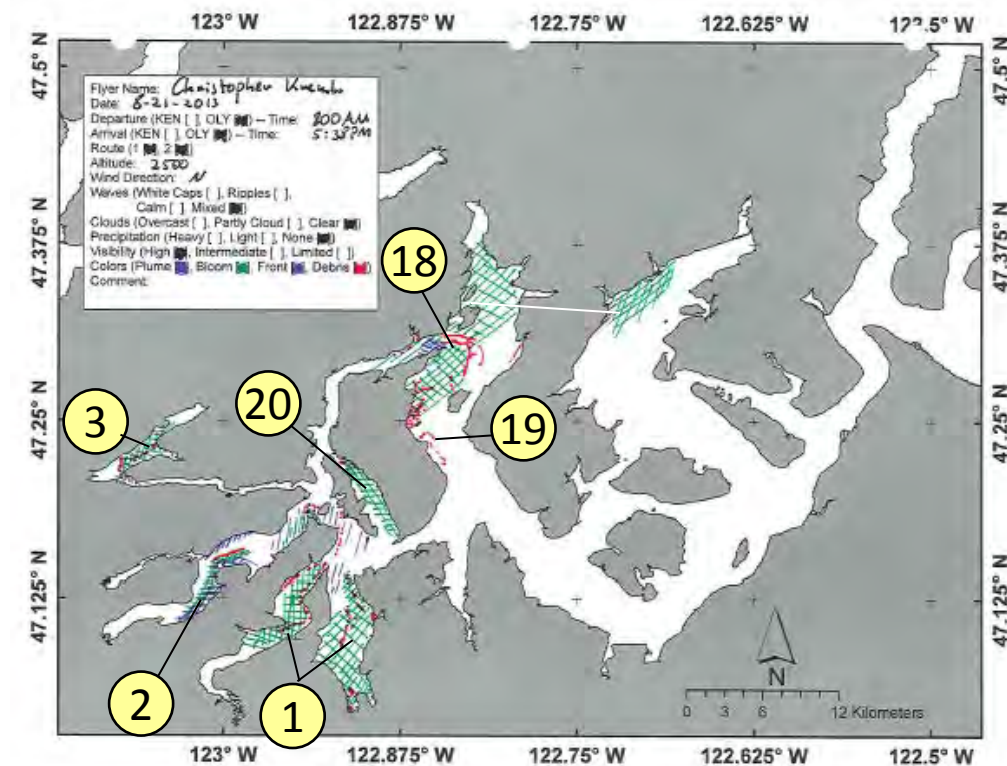 123° W 122.875° W 122.75° W 122.625° W 122.5° W
47.5° N 47.5° N
Flyer Name: Christopher
Date: 8-21-2013
Departure (KEN [ ], OLY [ ]) – Time: 800 AM
Arrival (KEN [ ], OLY [ ]) – Time: 5:38 PM
Route (1 [ ], 2 [ ])
Altitude: 2500
Wind Direction: N
Waves (White Caps [ ], Ripples [ ],
Calm [ ], Mixed [ ])
Clouds (Overcast [ ], Partly Cloud [ ], Clear [ ])
Precipitation (Heavy [ ], Light [ ], None [ ])
Visibility (High [ ], Intermediate [ ], Limited [ ])
Colors (Plume [ ], Bloom [ ], Front [ ], Debris [ ])
Comment:
47.375° N 47.375° N
18
47.25° N 47.25° N
20
3
19
47.125° N 47.125° N
2
1
N
0 3 6 12 Kilometers
123° W 122.875° W 122.75° W 122.625° W 122.5° W